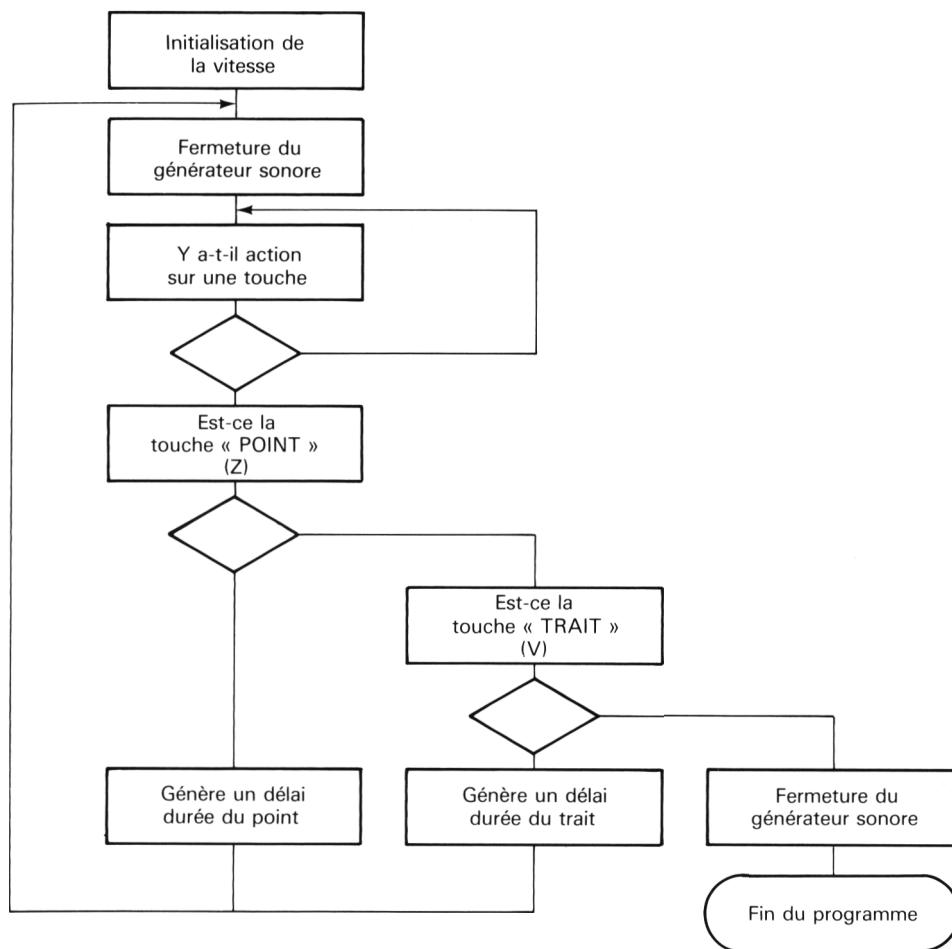 Initialisation de
la vitesse
Fermeture du
générateur sonore
Y a-t-il action
sur une touche
Est-ce la
touche « POINT »
(Z)
Est-ce la
touche « TRAIT »
(V)
Génère un délai
durée du point
Génère un délai
durée du trait
Fermeture du
générateur sonore
Fin du programme